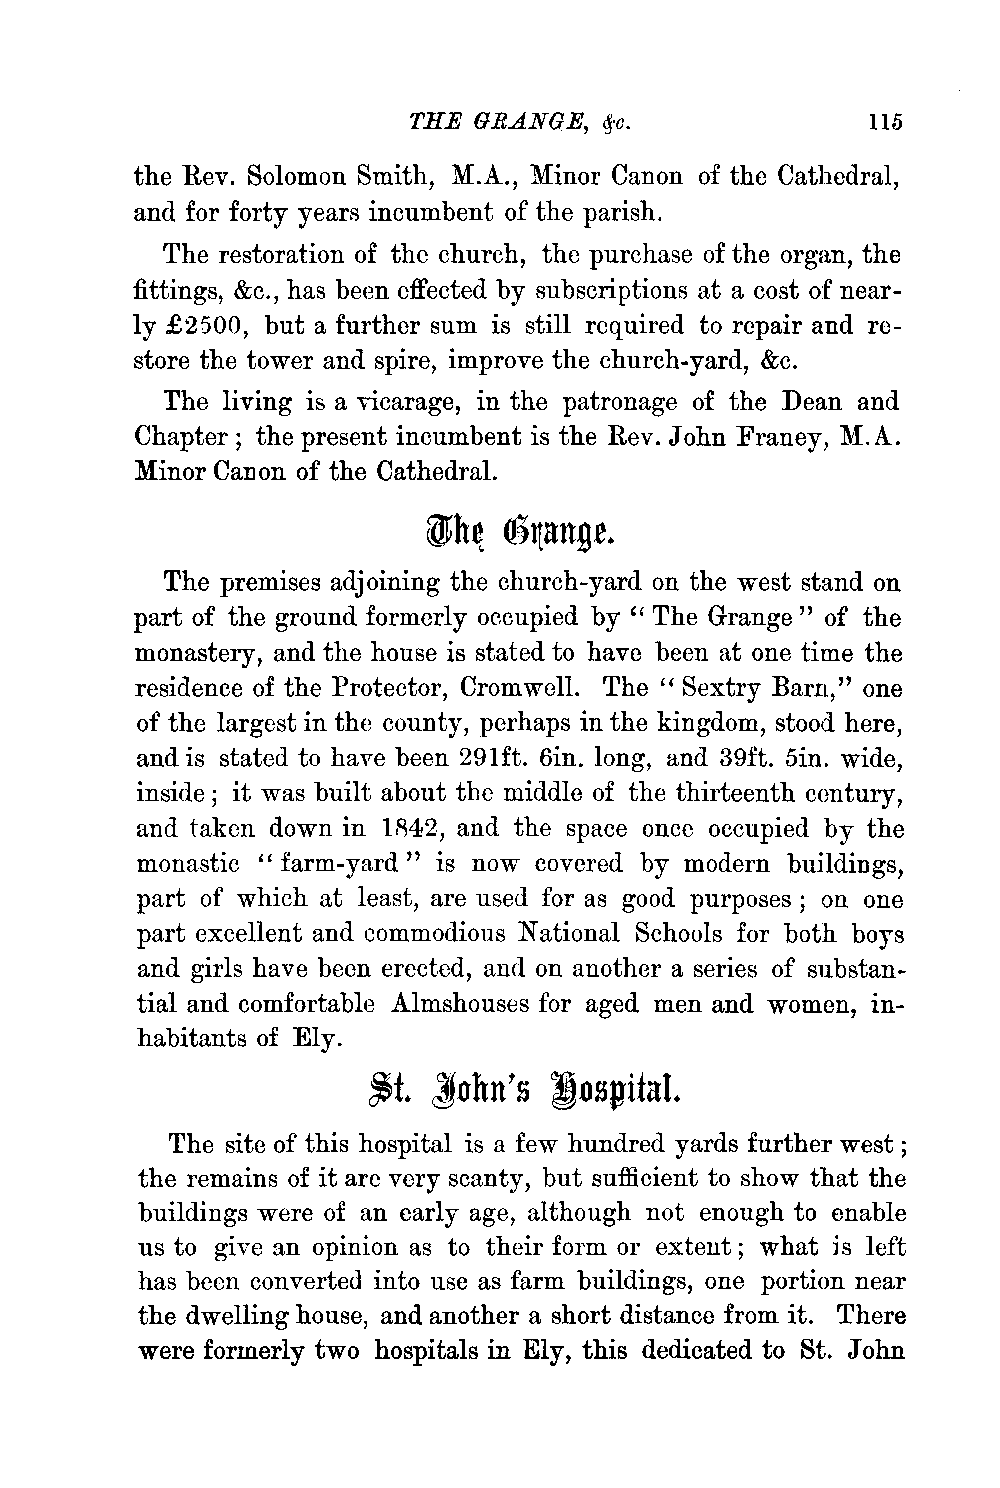 THE GRANGE, &c. 115
the Rev. Solomon Smith, M.A., Minor Canon of the Cathedral,
and for forty years incumbent of the parish.
The restoration of the church, the purchase of the organ, the
fittings, &c., has been effected by subscriptions at a cost of near-
ly £2500, but a further sum is still required to repair and re-
store the tower and spire, improve the church-yard, &c.
The living is a vicarage, in the patronage of the Dean and
Chapter; the present incumbent is the Rev. John Franey, M.A.
Minor Canon of the Cathedral.
The Grange.
The premises adjoining the church-yard on the west stand on
part of the ground formerly occupied by "The Grange" of the
monastery, and the house is stated to have been at one time the
residence of the Protector, Cromwell. The "Sextry Barn," one
of the largest in the county, perhaps in the kingdom, stood here,
and is stated to have been 291ft. 6in. long, and 39ft. 5in. wide,
inside; it was built about the middle of the thirteenth century,
and taken down in 1842, and the space once occupied by the
monastic "farm-yard" is now covered by modern buildings,
part of which at least, are used for as good purposes; on one
part excellent and commodious National Schools for both boys
and girls have been erected, and on another a series of substan-
tial and comfortable Almshouses for aged men and women, in-
habitants of Ely.
St. John's Hospital.
The site of this hospital is a few hundred yards further west;
the remains of it are very scanty, but sufficient to show that the
buildings were of an early age, although not enough to enable
us to give an opinion as to their form or extent; what is left
has been converted into use as farm buildings, one portion near
the dwelling house, and another a short distance from it. There
were formerly two hospitals in Ely, this dedicated to St. John